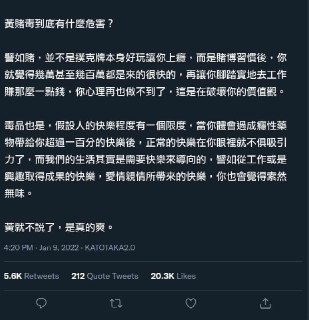 黃賭毒到底有什麼危害？
譬如賭，並不是撲克牌本身好玩讓你上癮，而是賭博習慣後，你
就覺得幾萬甚至幾百萬都是來的很快的，再讓你腳踏實地去工作
賺那麼一點錢，你心理再也做不到了，這是在破壞你的價值觀。
毒品也是，假設人的快樂程度有一個限度，當你體會過成癮性藥
物帶給你超過一百分的快樂後，正常的快樂在你眼裡就不俱吸引
力了，而我們的生活其實是需要快樂來導向的，譬如從工作或是
興趣取得成果的快樂，愛情親情所帶來的快樂，你也會覺得索然
無味。
黃就不說了，是真的爽。
4:20 PM · Jan 9, 2022 · KATOTAKA2.0
5.6K Retweets 212 Quote Tweets 20.3K Likes